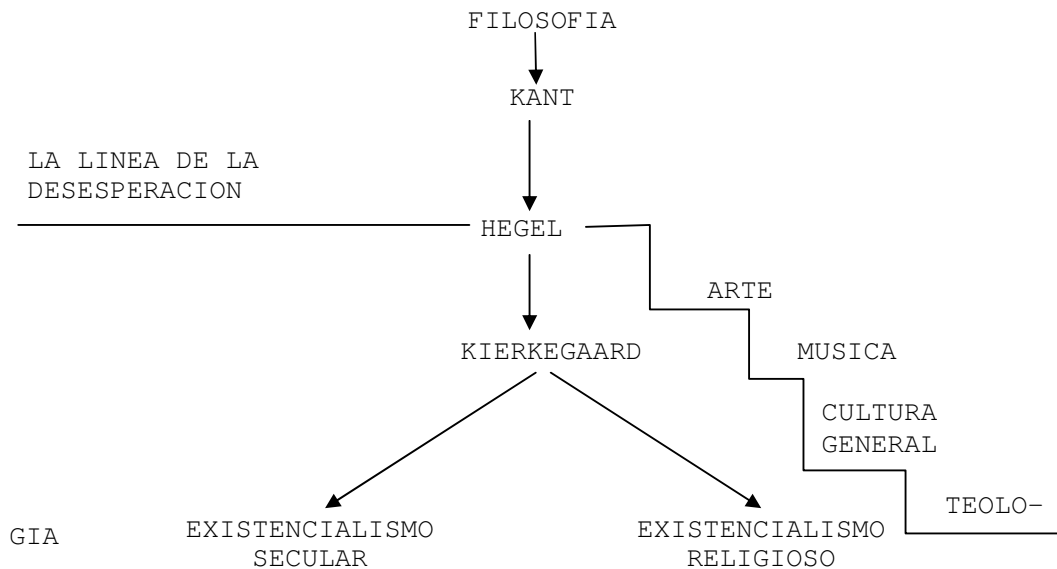 FILOSOFIA
KANT
LA LINEA DE LA
DESESPERACION
HEGEL
ARTE
KIERKEGAARD
MUSICA
CULTURA
GENERAL
TEOLO-
GIA
EXISTENCIALISMO
SECULAR
EXISTENCIALISMO
RELIGIOSO